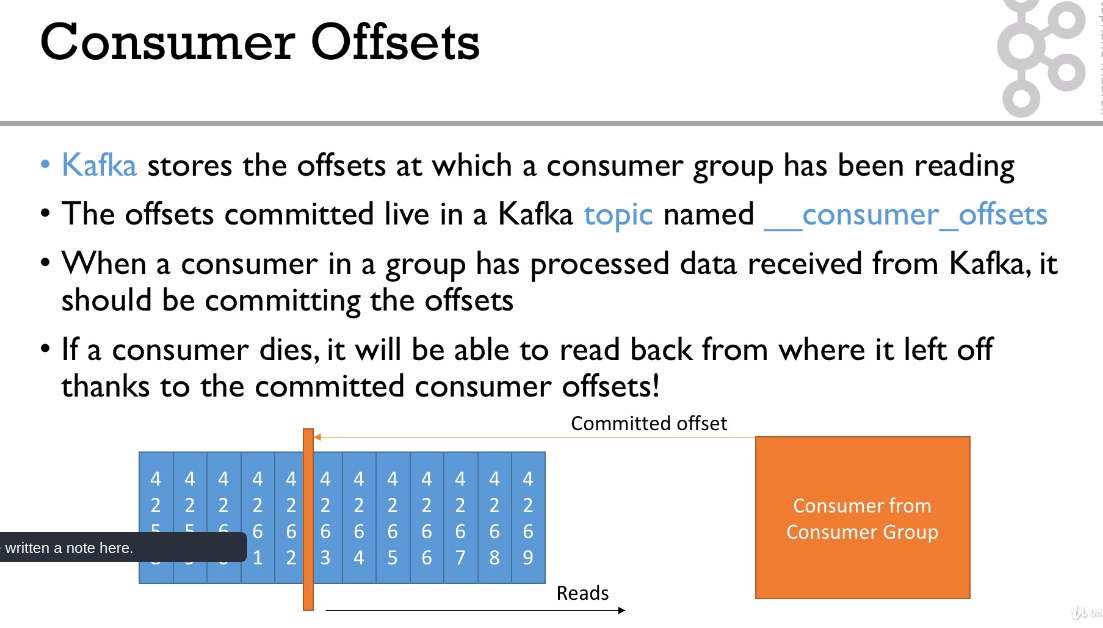 Consumer Offsets
• Kafka stores the offsets at which a consumer group has been reading
• The offsets committed live in a Kafka topic named __consumer_offsets
• When a consumer in a group has processed data received from Kafka, it
should be committing the offsets
• If a consumer dies, it will be able to read back from where it left off
thanks to the committed consumer offsets!
Committed offset
4 4 4 4 4 4 4 4 4 4 4 4
2 2 2 2 2 2 2 2 2 2 2 2
5 5 6 6 6 6 6 6 6 6 6 6
1 2 3 4 5 6 7 8 9
written a note here.
Consumer from
Consumer Group
Reads